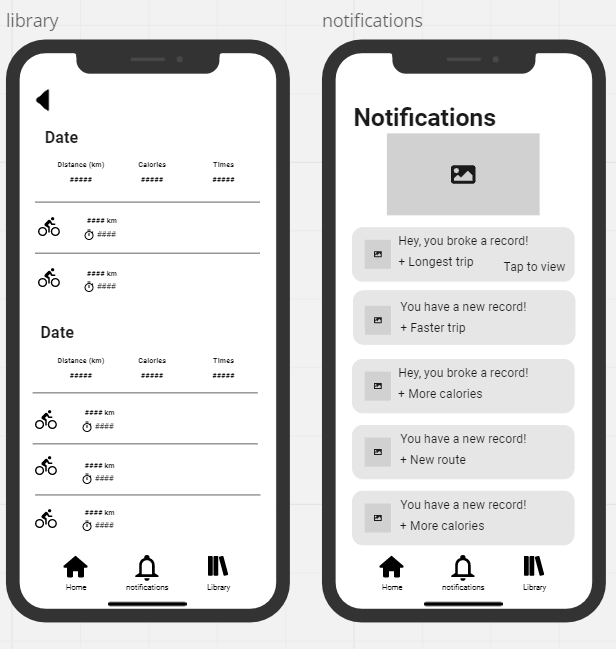 library
Date
Distance (km) Calories Times
##### ##### #####
#### km
####
#### km
####
Date
Distance (km) Calories Times
##### ##### #####
#### km
####
#### km
####
#### km
####
Home notifications Library
notifications
Notifications
Hey, you broke a record!
+ Longest trip
Tap to view
You have a new record!
+ Faster trip
Hey, you broke a record!
+ More calories
You have a new record!
+ New route
You have a new record!
+ More calories
Home notifications Library